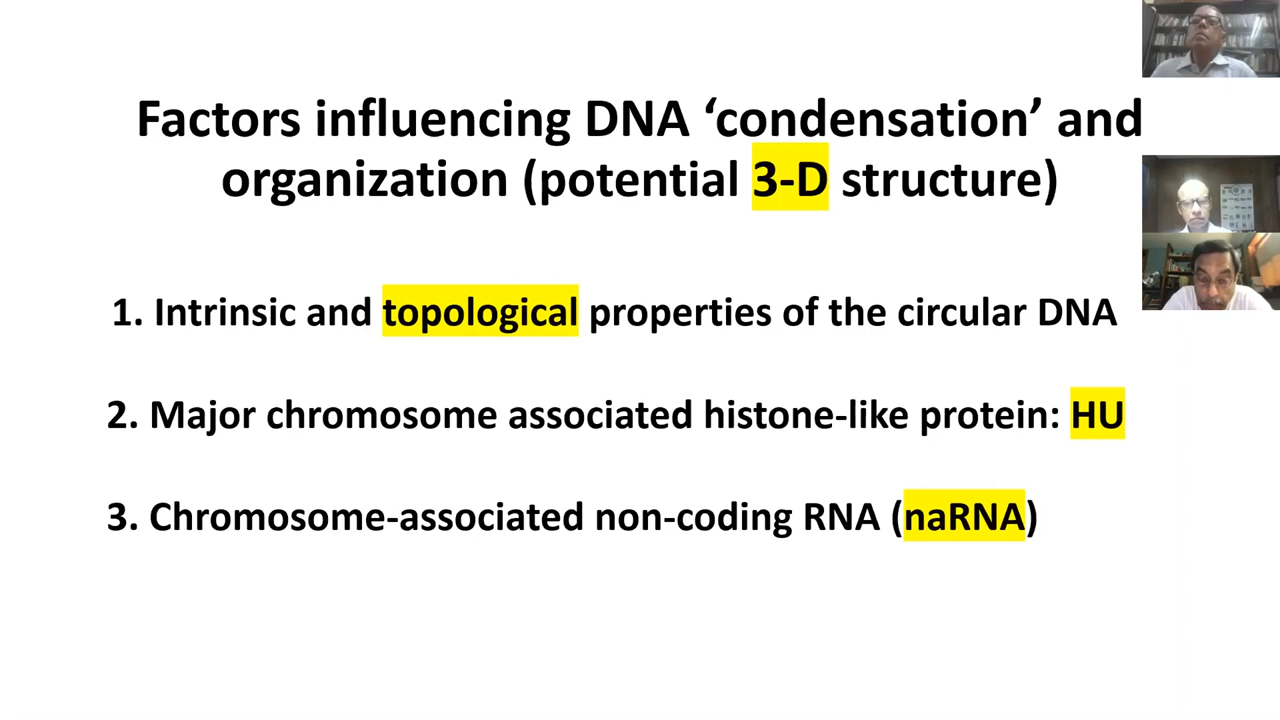 Factors influencing DNA ‘condensation’ and
organization (potential 3-D structure)
1. Intrinsic and topological properties of the circular DNA
2. Major chromosome associated histone-like protein: HU
3. Chromosome-associated non-coding RNA (naRNA)